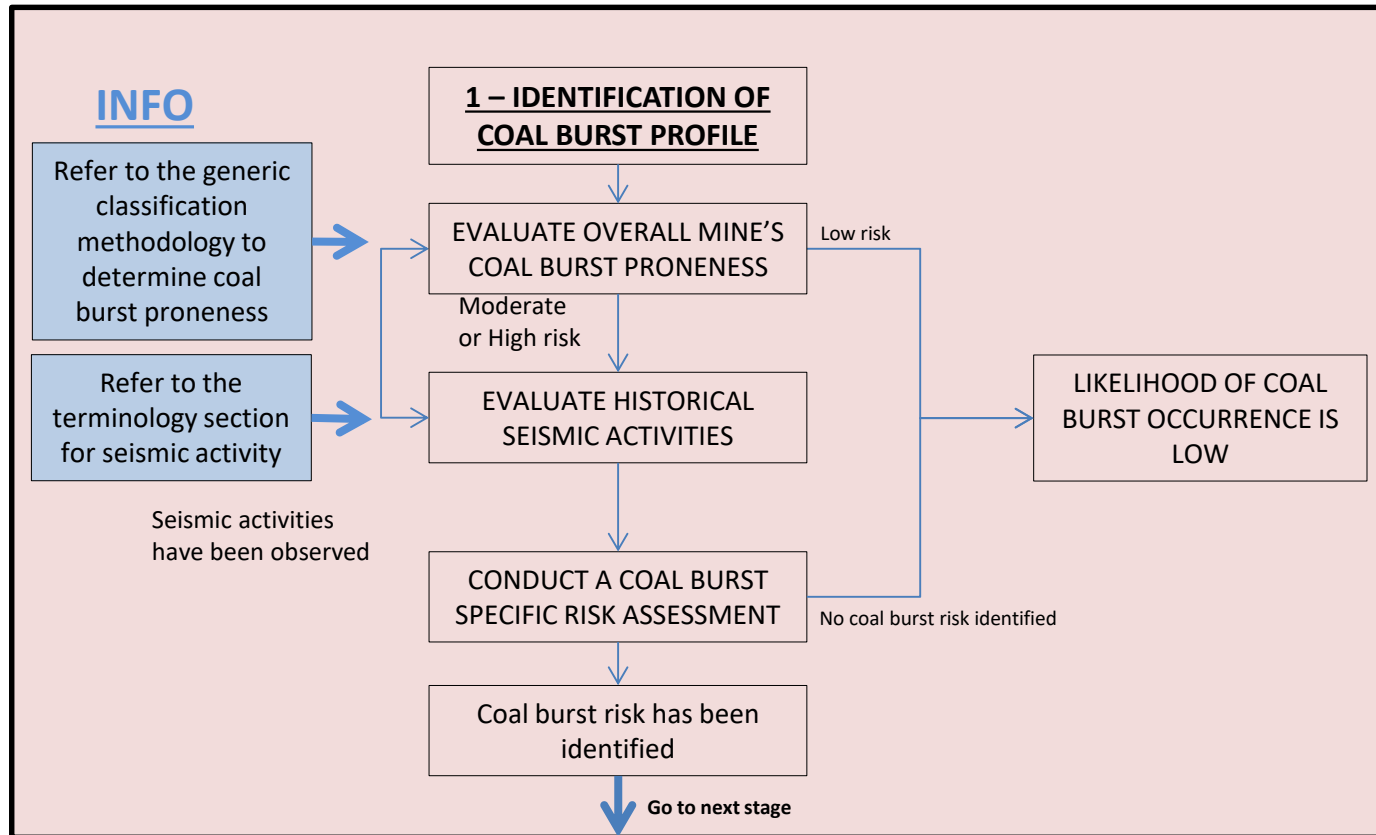 INFO
Refer to the generic
classification
methodology to
determine coal
burst proneness
Refer to the
terminology section
for seismic activity
Seismic activities
have been observed
1 – IDENTIFICATION OF
COAL BURST PROFILE
EVALUATE OVERALL MINE’S
COAL BURST PRONENESS
Low risk
Moderate
or High risk
EVALUATE HISTORICAL
SEISMIC ACTIVITIES
LIKELIHOOD OF COAL
BURST OCCURRENCE IS
LOW
CONDUCT A COAL BURST
SPECIFIC RISK ASSESSMENT
No coal burst risk identified
Coal burst risk has been
identified
Go to next stage